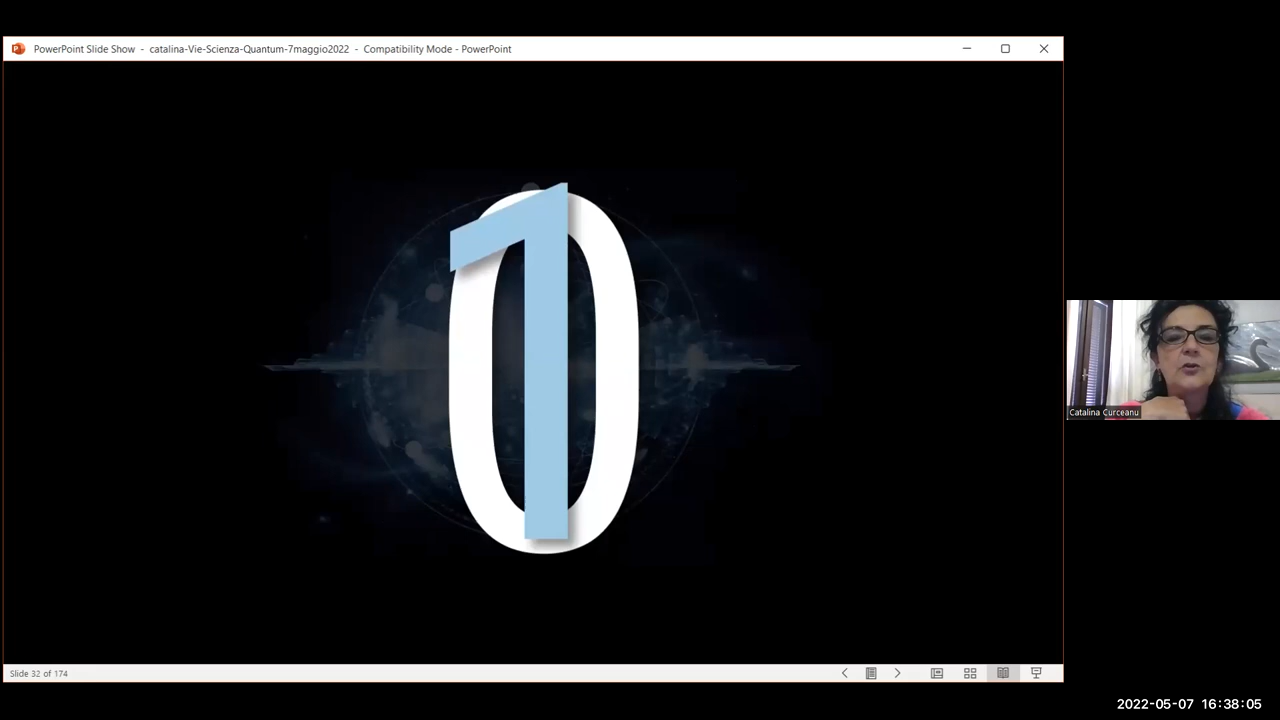 PowerPoint Slide Show - catalina-Vie-Scienza-Quantum-7maggio2022 - Compatibility Mode - PowerPoint
0
1
Catalina Curceanu
Slide 32 of 174
2022-05-07 16:38:05